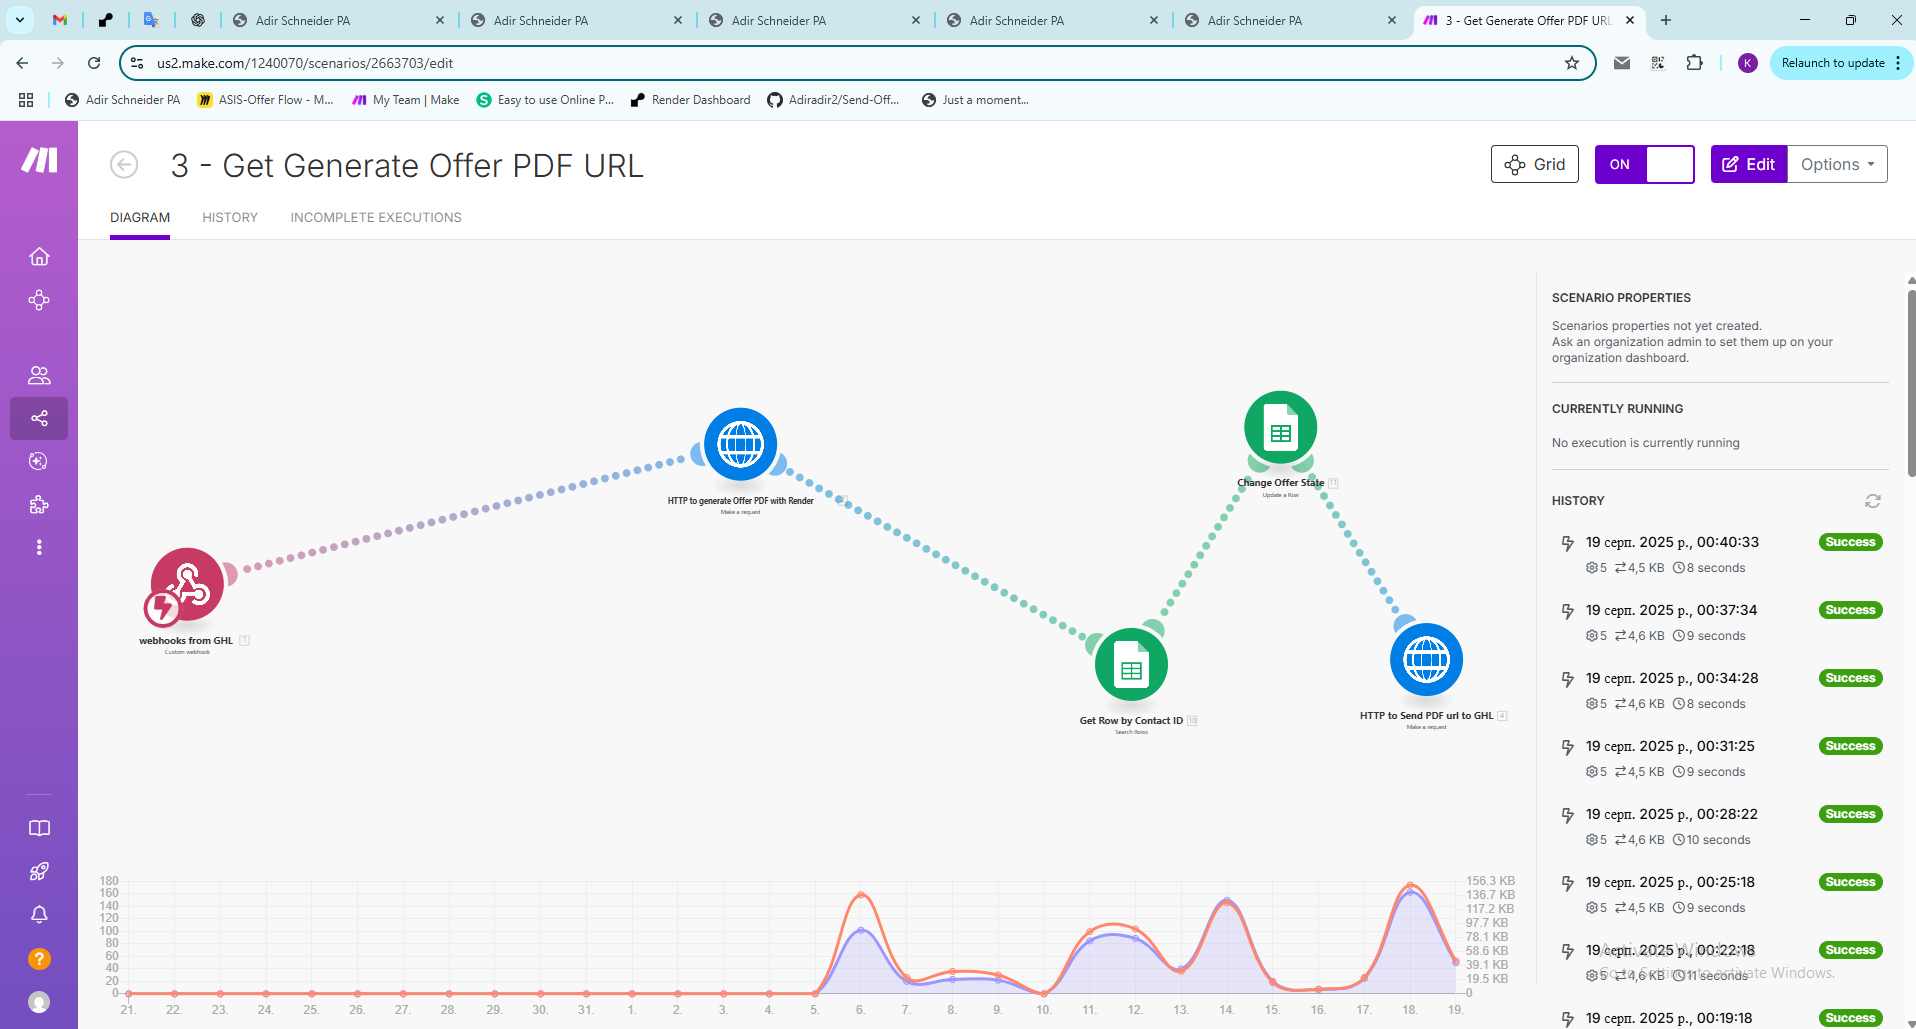 Adir Schneider PA
Adir Schneider PA
Adir Schneider PA
Adir Schneider PA
Adir Schneider PA
3 - Get Generate Offer PDF URL
us2.make.com/1240070/scenarios/2663703/edit
K
Relaunch to update
Adir Schneider PA
ASIS-Offer Flow - M...
My Team | Make
Easy to use Online P...
Render Dashboard
Adiradir2/Send-Off...
Just a moment...
3 - Get Generate Offer PDF URL
Grid
ON
Edit
Options
DIAGRAM
HISTORY
INCOMPLETE EXECUTIONS
webhooks from GHL 1
Custom webhook
HTTP to generate Offer PDF with Render
Make a request
Get Row by Contact ID 10
Search Rows
Change Offer State 11
Update a Row
HTTP to Send PDF url to GHL 4
Make a request
SCENARIO PROPERTIES
Scenarios properties not yet created.
Ask an organization admin to set them up on your
organization dashboard.
CURRENTLY RUNNING
No execution is currently running
HISTORY
19 серп. 2025 р., 00:40:33 Success
5 4,5 KB 8 seconds
19 серп. 2025 р., 00:37:34 Success
5 4,6 KB 9 seconds
19 серп. 2025 р., 00:34:28 Success
5 4,6 KB 8 seconds
19 серп. 2025 р., 00:31:25 Success
5 4,5 KB 9 seconds
19 серп. 2025 р., 00:28:22 Success
5 4,6 KB 10 seconds
19 серп. 2025 р., 00:25:18 Success
5 4,5 KB 9 seconds
19 серп. 2025 р., 00:22:18 Success
5 4,6 KB 11 seconds
19 серп. 2025 р., 00:19:18 Success
Activate Windows
Go to Settings to activate Windows.
180
160
140
120
100
80
60
40
20
0
156.3 KB
136.7 KB
117.2 KB
97.7 KB
78.1 KB
58.6 KB
39.1 KB
19.5 KB
0
21. 22. 23. 24. 25. 26. 27. 28. 29. 30. 31. 1. 2. 3. 4. 5. 6. 7. 8. 9. 10. 11. 12. 13. 14. 15. 16. 17. 18. 19.
?